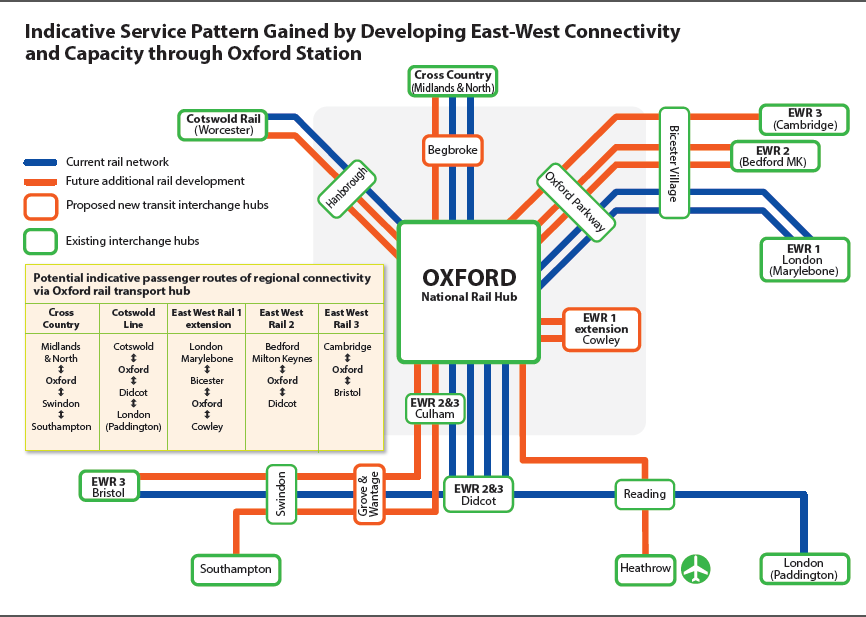 Indicative Service Pattern Gained by Developing East-West Connectivity
and Capacity through Oxford Station
Cross Country
(Midlands & North)
Cotswold Rail
(Worcester)
EWR 3
(Cambridge)
Begbroke
Bicester Village
EWR 2
(Bedford MK)
Current rail network
Future additional rail development
Proposed new transit interchange hubs
Existing interchange hubs
Hanborough
Oxford Parkway
EWR 1
London
(Marylebone)
OXFORD
National Rail Hub
EWR 1
extension
Cowley
Potential indicative passenger routes of regional connectivity
via Oxford rail transport hub
Cross
Country
Midlands
& North
↕
Oxford
↕
Swindon
↕
Southampton
Cotswold
Line
Cotswold
↕
Oxford
↕
Didcot
↕
London
(Paddington)
East West Rail 1
extension
London
Marylebone
↕
Bicester
↕
Oxford
↕
Cowley
East West
Rail 2
Bedford
Milton Keynes
↕
Oxford
↕
Didcot
East West
Rail 3
Cambridge
↕
Oxford
↕
Bristol
EWR 2&3
Culham
EWR 3
Bristol
Swindon
Grove &
Wantage
EWR 2&3
Didcot
Reading
Southampton
Heathrow
London
(Paddington)